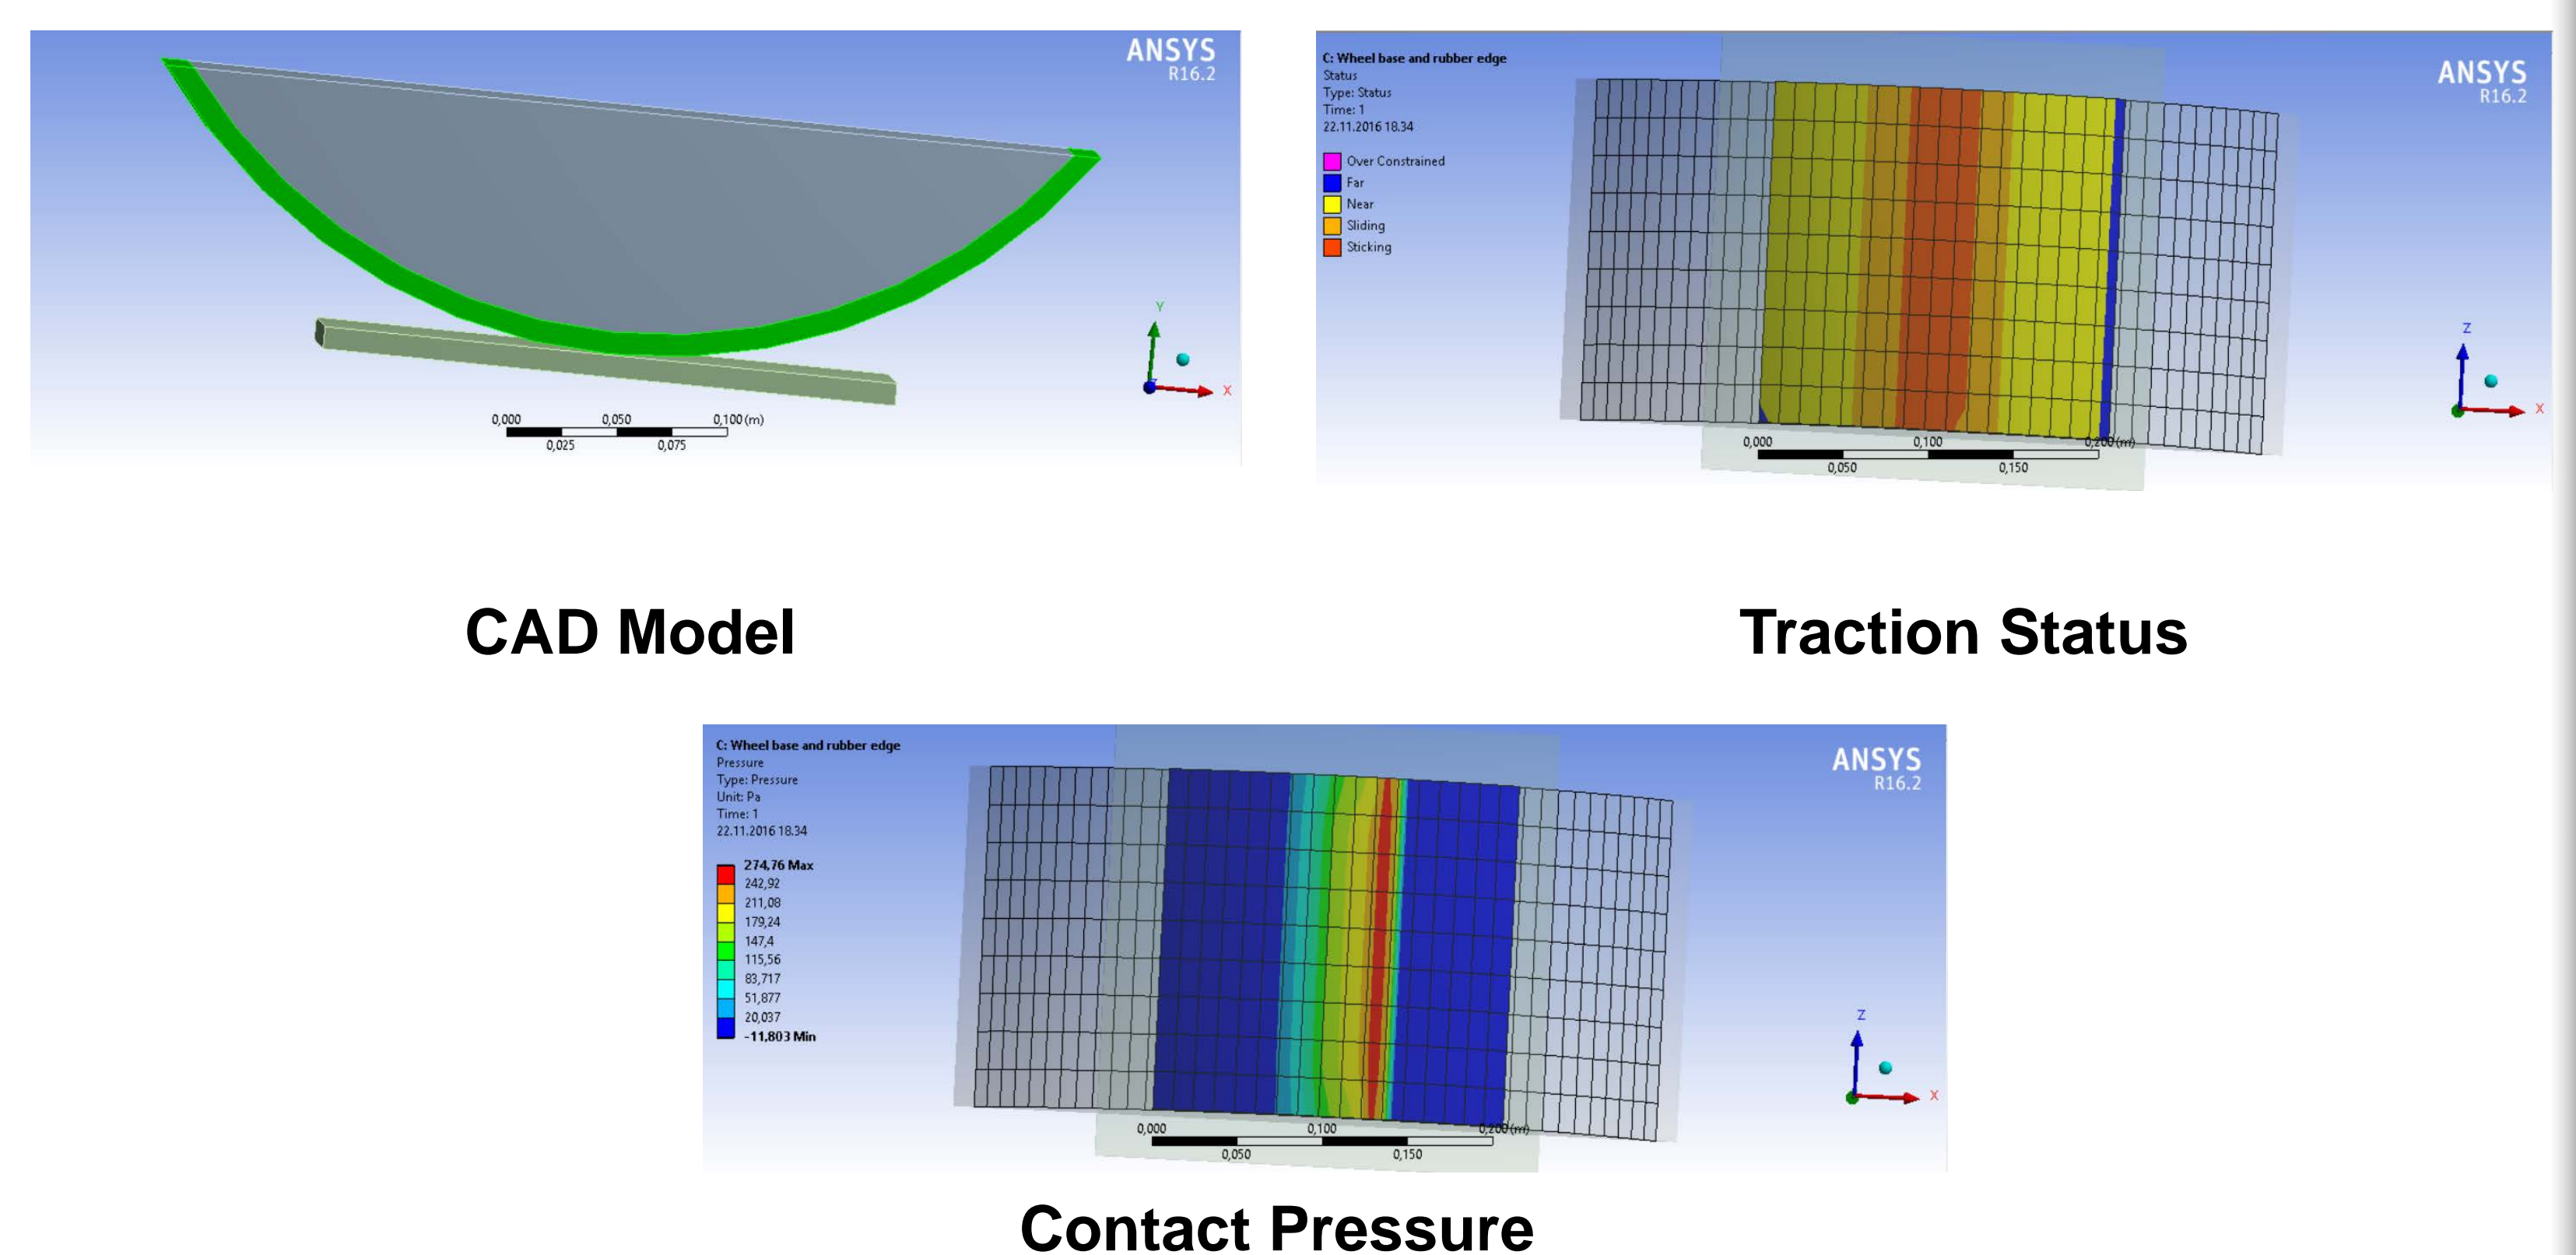 ANSYS
R16.2
Y
X
0,000 0,050 0,100 (m)
0,025 0,075
C: Wheel base and rubber edge
Status
Type: Status
Time: 1
22.11.2016 18.34
Over Constrained
Far
Near
Sliding
Sticking
ANSYS
R16.2
Z
X
0,000 0,100 0,200 (m)
0,050 0,150
CAD Model
Traction Status
C: Wheel base and rubber edge
Pressure
Type: Pressure
Unit: Pa
Time: 1
22.11.2016 18.34
274,76 Max
242,92
211,08
179,24
147,4
115,56
83,717
51,877
20,037
-11,803 Min
ANSYS
R16.2
Z
X
0,000 0,100 0,200 (m)
0,050 0,150
Contact Pressure